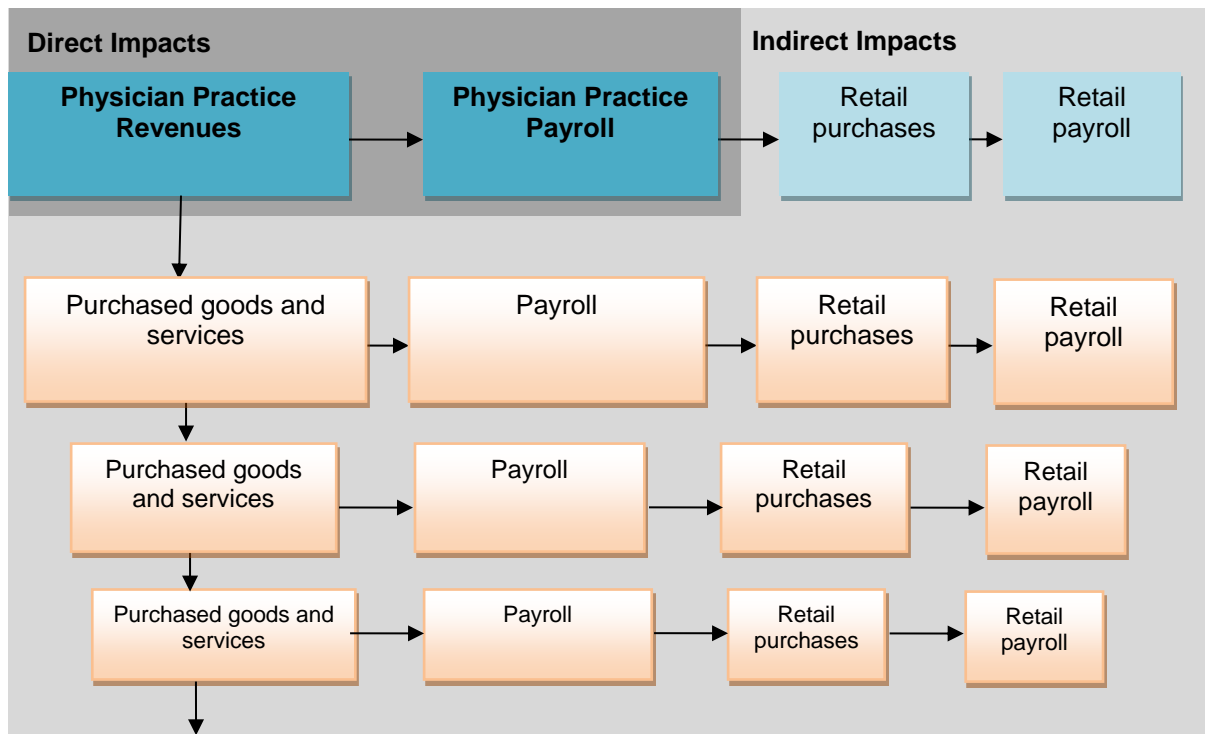 Direct Impacts
Indirect Impacts
Physician Practice
Revenues
Physician Practice
Payroll
Retail
purchases
Retail
payroll
Purchased goods and
services
Payroll
Retail
purchases
Retail
payroll
Purchased goods
and services
Payroll
Retail
purchases
Retail
payroll
Purchased goods and
services
Payroll
Retail
purchases
Retail
payroll